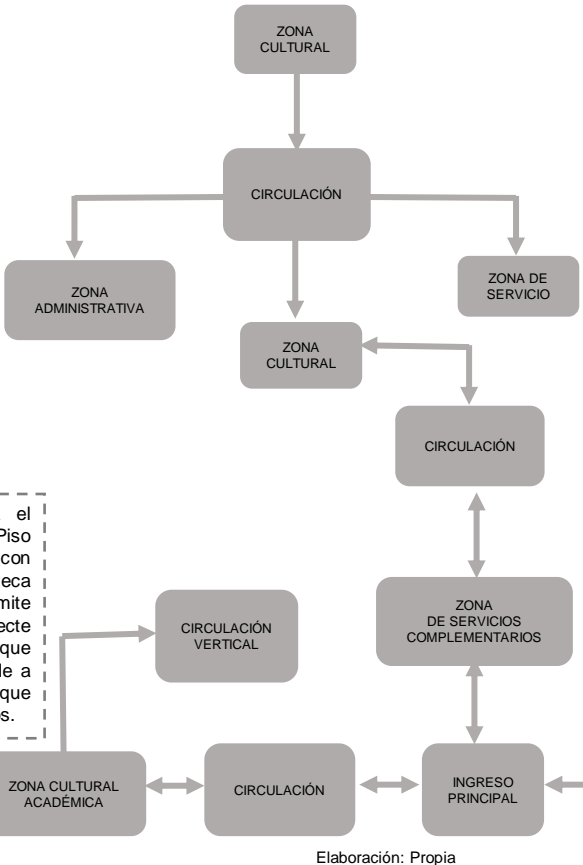 ZONA
CULTURAL
CIRCULACIÓN
ZONA
ADMINISTRATIVA
ZONA DE
SERVICIO
ZONA
CULTURAL
CIRCULACIÓN
el
Piso
con
eca
mite
ecte
que
le a
que
os.
CIRCULACIÓN
VERTICAL
ZONA
DE SERVICIOS
COMPLEMENTARIOS
ZONA CULTURAL
ACADÉMICA
CIRCULACIÓN
INGRESO
PRINCIPAL
Elaboración: Propia